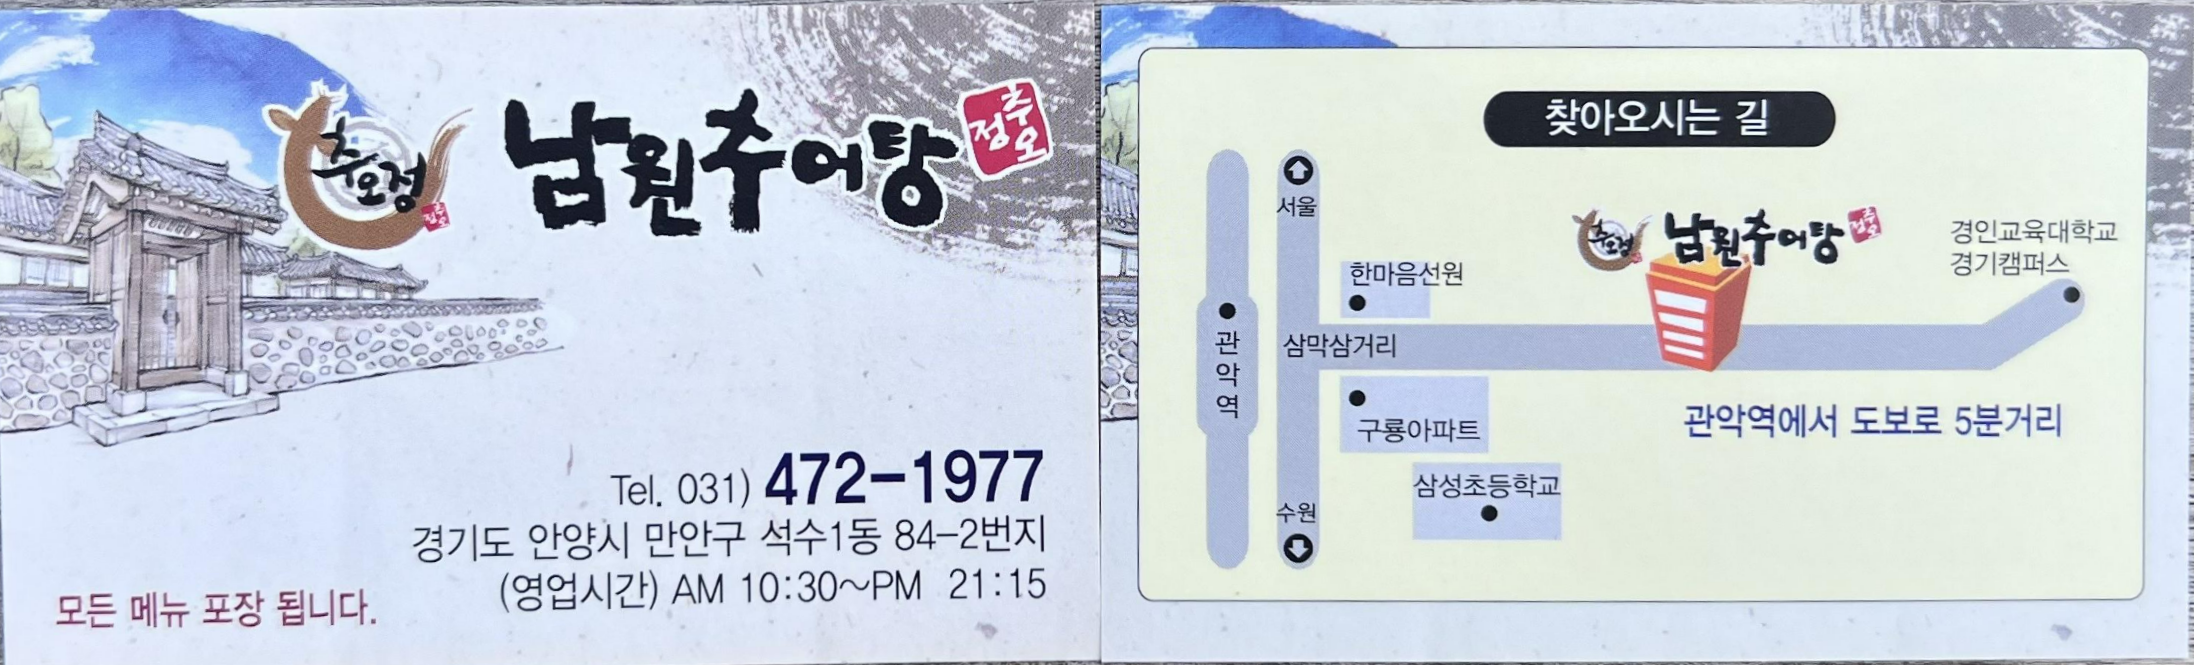 추오정
추오정
남원추어탕
추오정
Tel. 031) 472-1977
경기도 안양시 만안구 석수1동 84-2번지
(영업시간) AM 10:30~PM 21:15
모든 메뉴 포장 됩니다.
찾아오시는 길
서울
추오정
남원추어탕
추오정
경인교육대학교
경기캠퍼스
한마음선원
관악역
삼막삼거리
구룡아파트
관악역에서 도보로 5분거리
삼성초등학교
수원